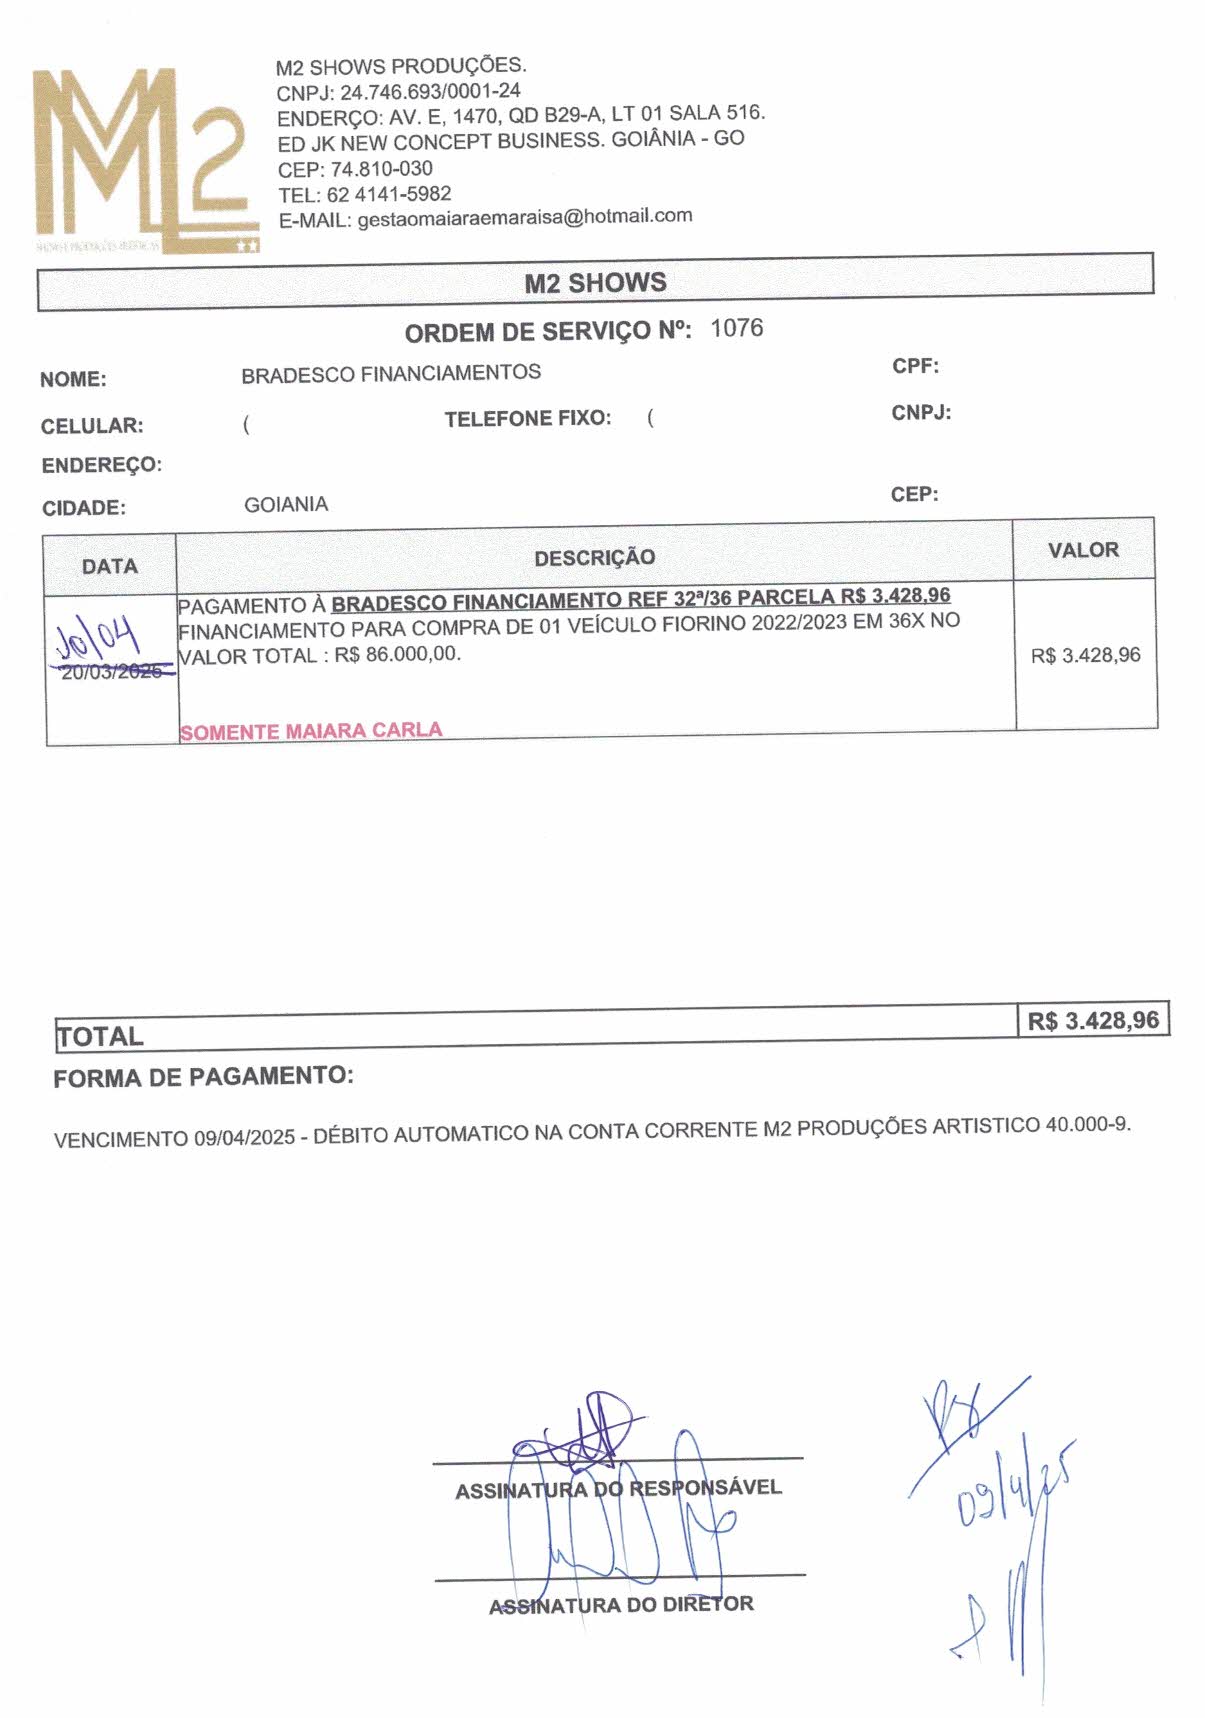 M2 SHOWS PRODUÇÕES.
CNPJ: 24.746.693/0001-24
ENDERÇO: AV. E, 1470, QD B29-A, LT 01 SALA 516.
ED JK NEW CONCEPT BUSINESS. GOIÂNIA - GO
CEP: 74.810-030
TEL: 62 4141-5982
E-MAIL: gestaomaiaraemaraisa@hotmail.com
M2
M2 SHOWS
ORDEM DE SERVIÇO Nº: 1076
NOME: BRADESCO FINANCIAMENTOS CPF:
CELULAR: ( TELEFONE FIXO: ( CNPJ:
ENDEREÇO:
CIDADE: GOIANIA CEP:
DATA DESCRIÇÃO VALOR
PAGAMENTO À BRADESCO FINANCIAMENTO REF 32ª/36 PARCELA R$ 3.428,96
FINANCIAMENTO PARA COMPRA DE 01 VEÍCULO FIORINO 2022/2023 EM 36X NO
VALOR TOTAL : R$ 86.000,00.
10/04
20/03/2025
R$ 3.428,96
SOMENTE MAIARA CARLA
TOTAL R$ 3.428,96
FORMA DE PAGAMENTO:
VENCIMENTO 09/04/2025 - DÉBITO AUTOMATICO NA CONTA CORRENTE M2 PRODUÇÕES ARTISTICO 40.000-9.
ASSINATURA DO RESPONSÁVEL
09/4/25
ASSINATURA DO DIRETOR